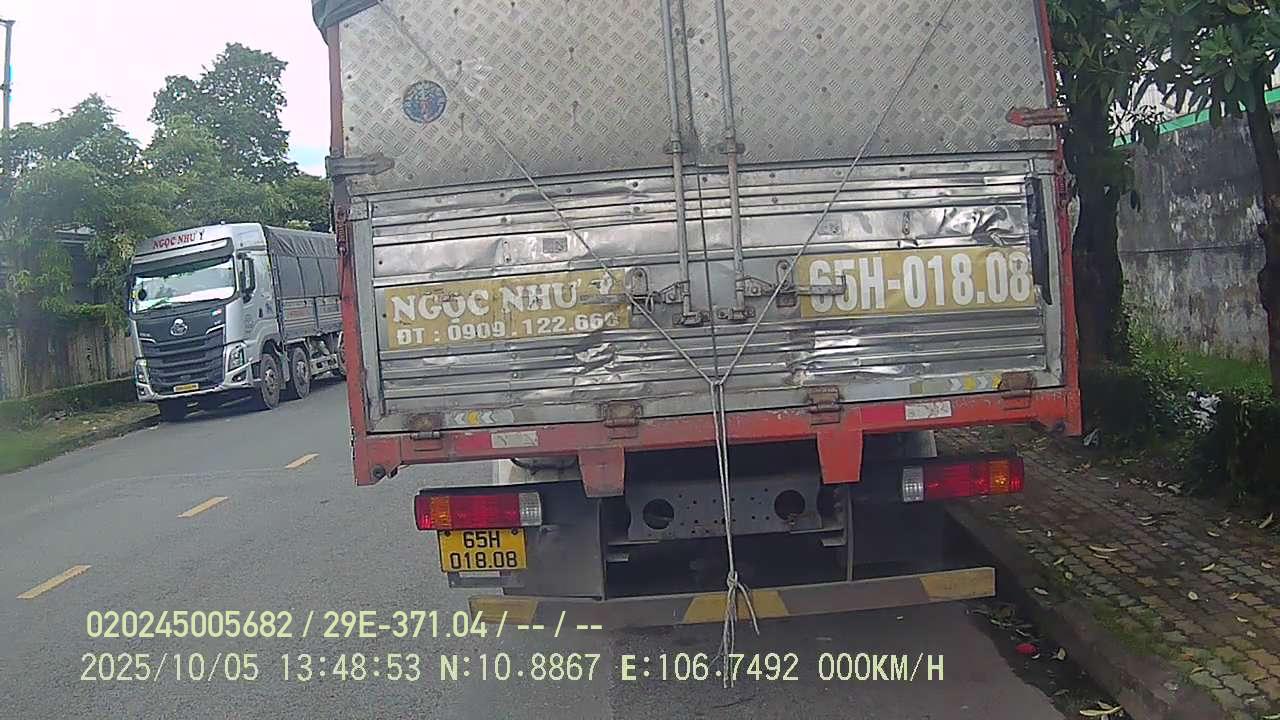 NGỌC NHƯ Ý
NGỌC NHƯ Ý
ĐT : 0909.122.666
65H-018.08
65H
018.08
020245005682 / 29E-371.04 / -- / --
2025/10/05 13:48:53 N:10.8867 E:106.7492 000KM/H